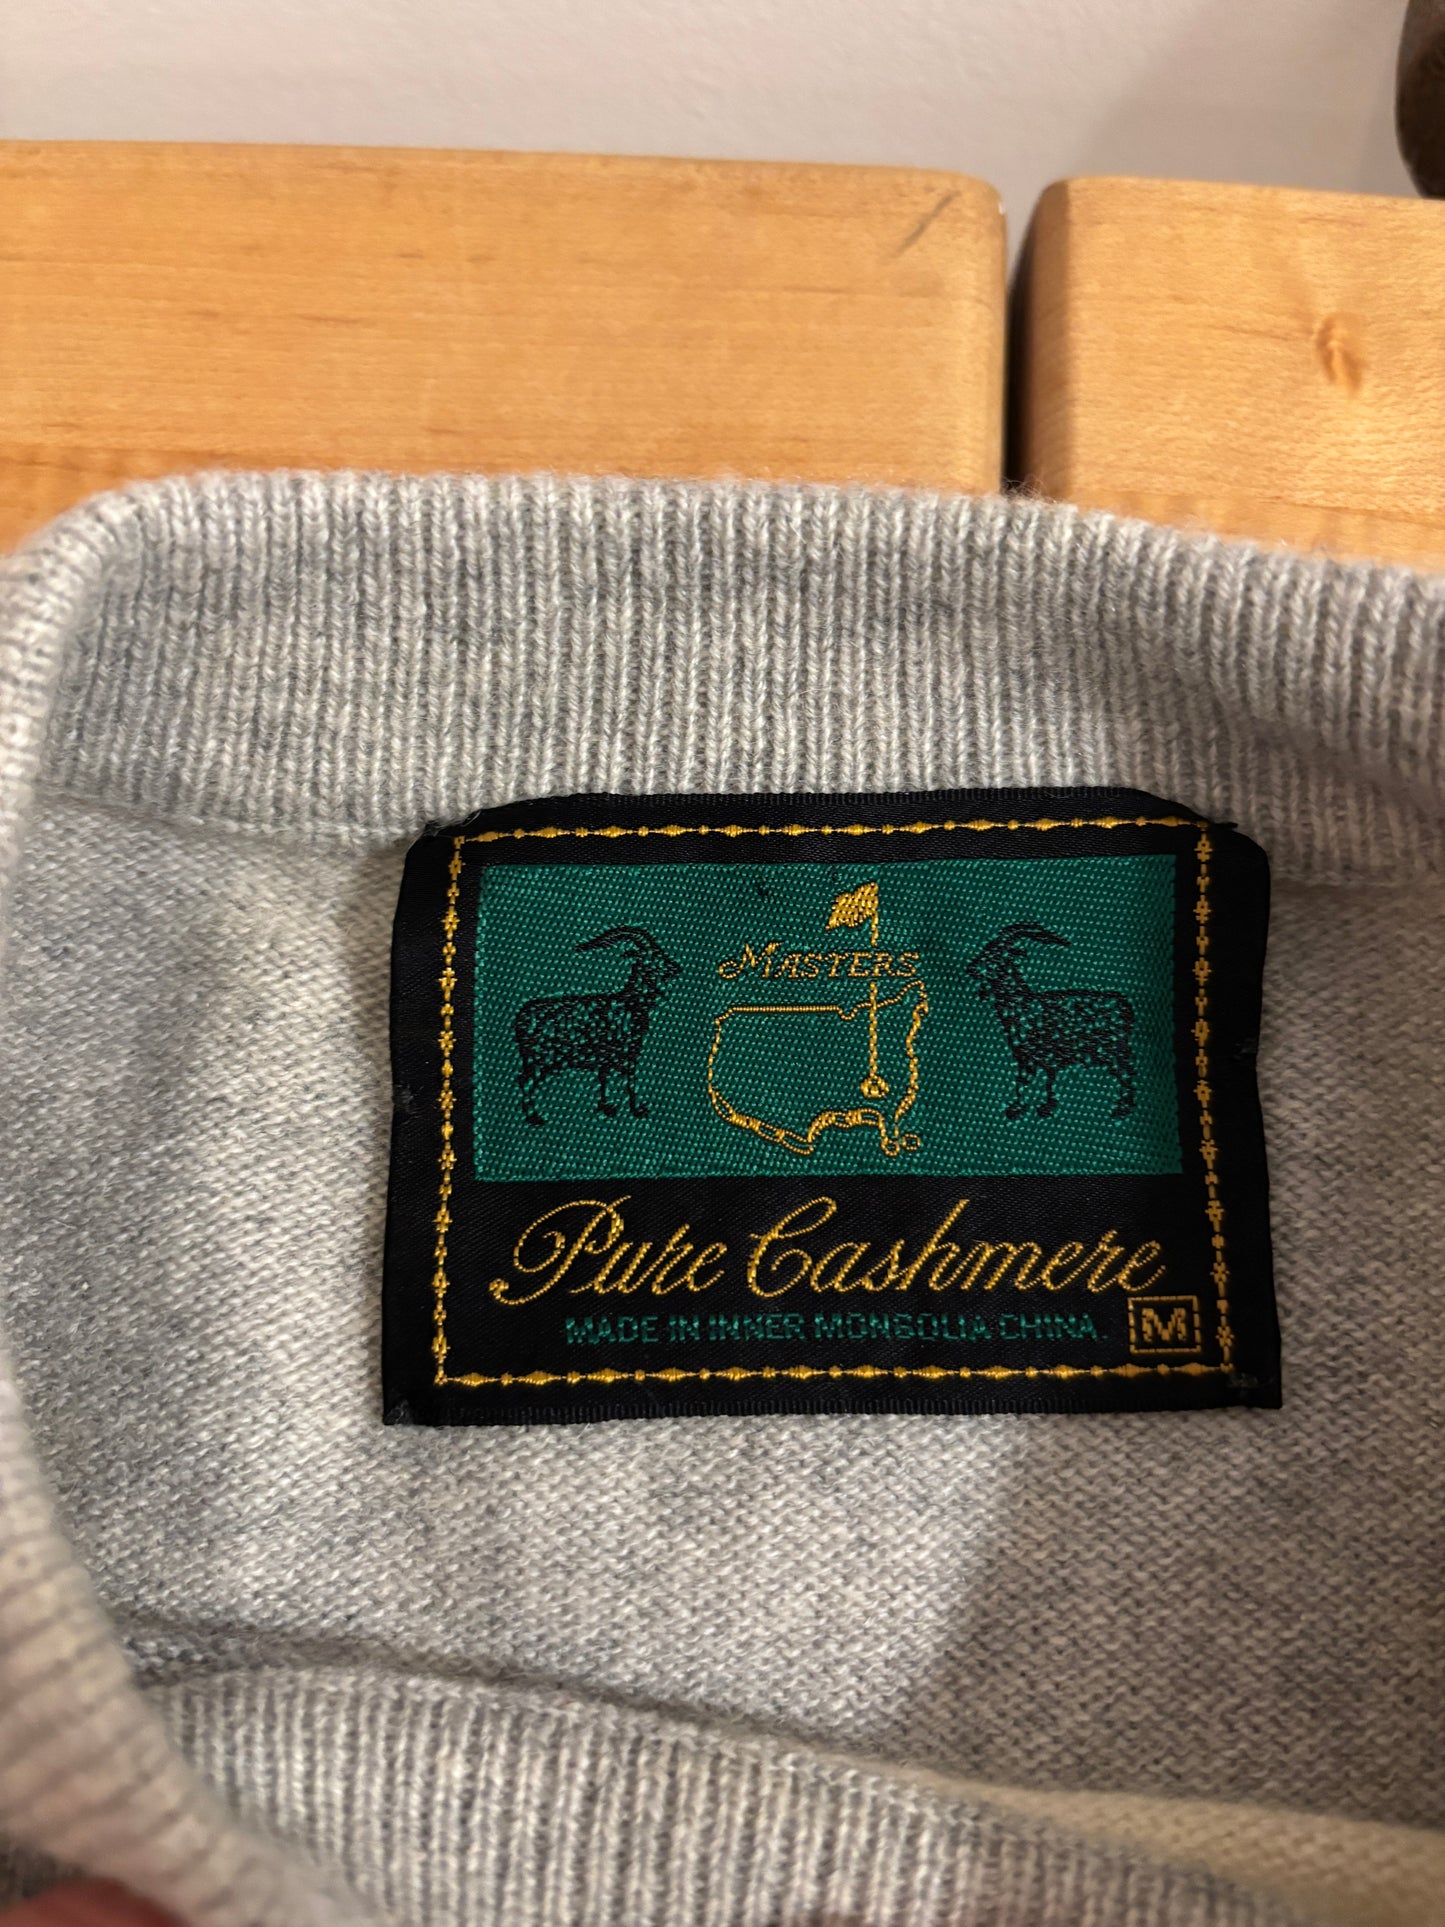 MASTERS
Pure Cashmere
MADE IN INNER MONGOLIA CHINA.
M